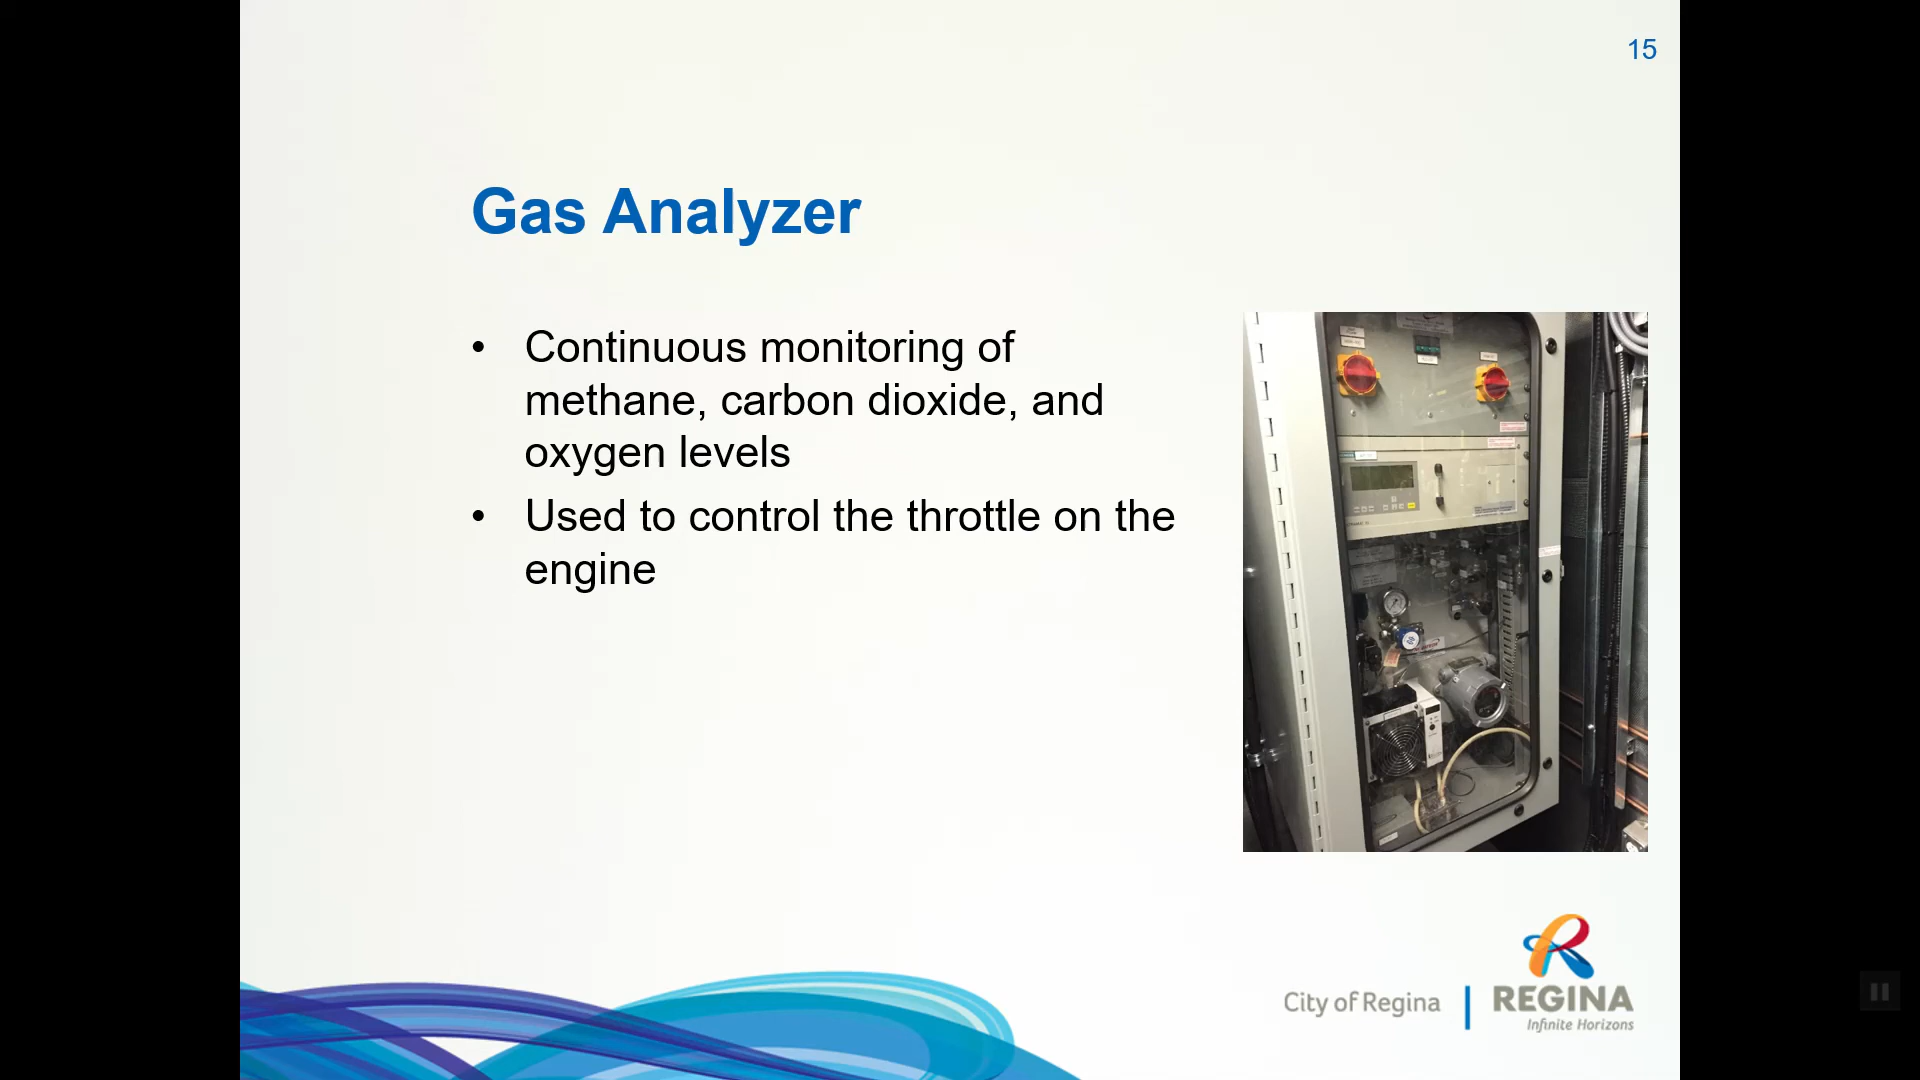 15
Gas Analyzer
• Continuous monitoring of
methane, carbon dioxide, and
oxygen levels
• Used to control the throttle on the
engine
City of Regina
REGINA
Infinite Horizons